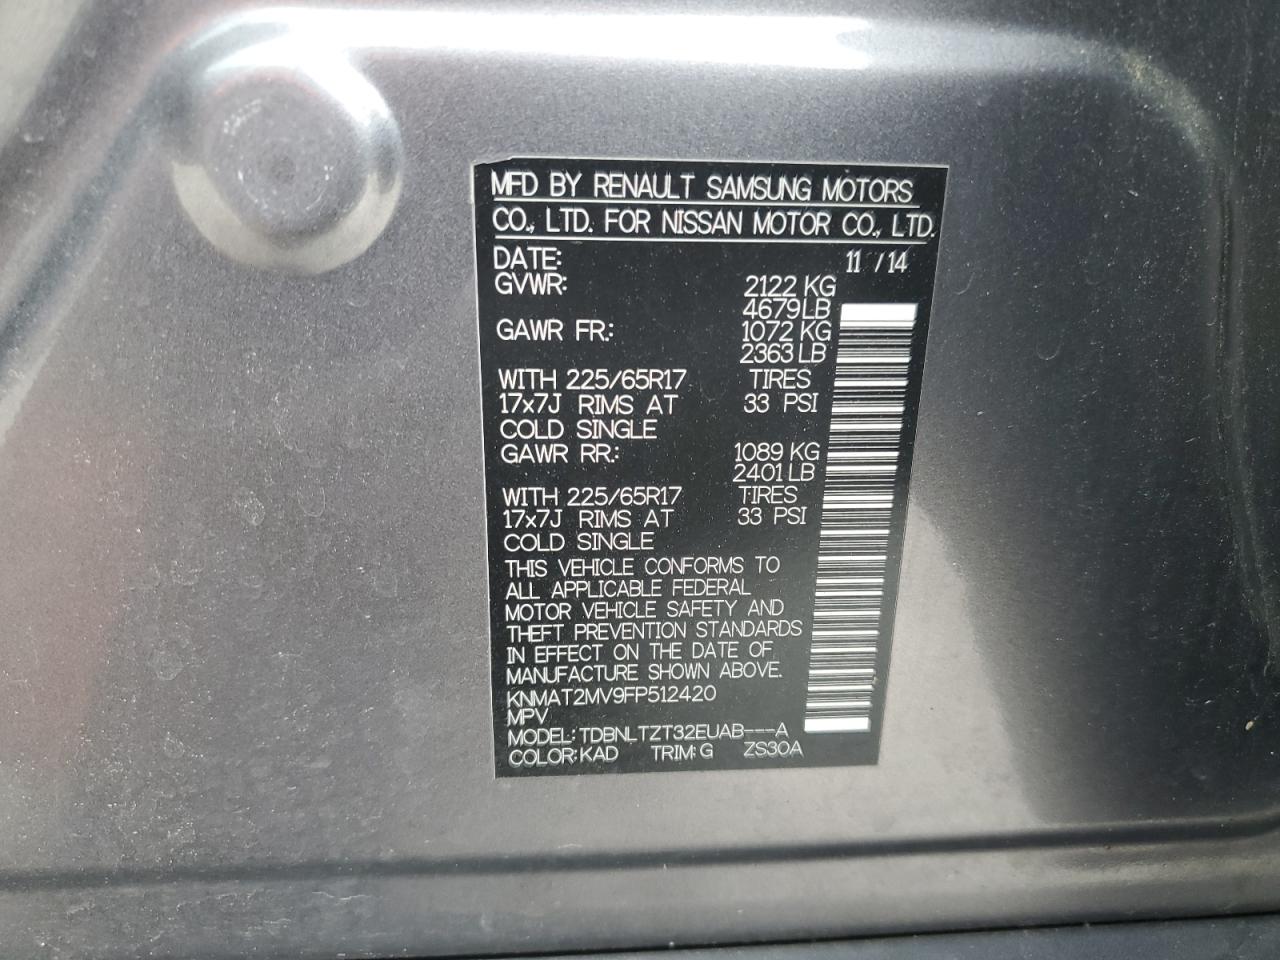 MFD BY RENAULT SAMSUNG MOTORS
CO., LTD. FOR NISSAN MOTOR CO., LTD.
DATE: 11 / 14
GVWR: 2122 KG
4679 LB
GAWR FR: 1072 KG
2363 LB
WITH 225/65R17 TIRES
17x7J RIMS AT 33 PSI
COLD SINGLE
GAWR RR: 1089 KG
2401 LB
WITH 225/65R17 TIRES
17x7J RIMS AT 33 PSI
COLD SINGLE
THIS VEHICLE CONFORMS TO
ALL APPLICABLE FEDERAL
MOTOR VEHICLE SAFETY AND
THEFT PREVENTION STANDARDS
IN EFFECT ON THE DATE OF
MANUFACTURE SHOWN ABOVE.
KNMAT2MV9FP512420
MPV
MODEL: TDBNLTZT32EUAB---A
COLOR: KAD TRIM: G ZS30A